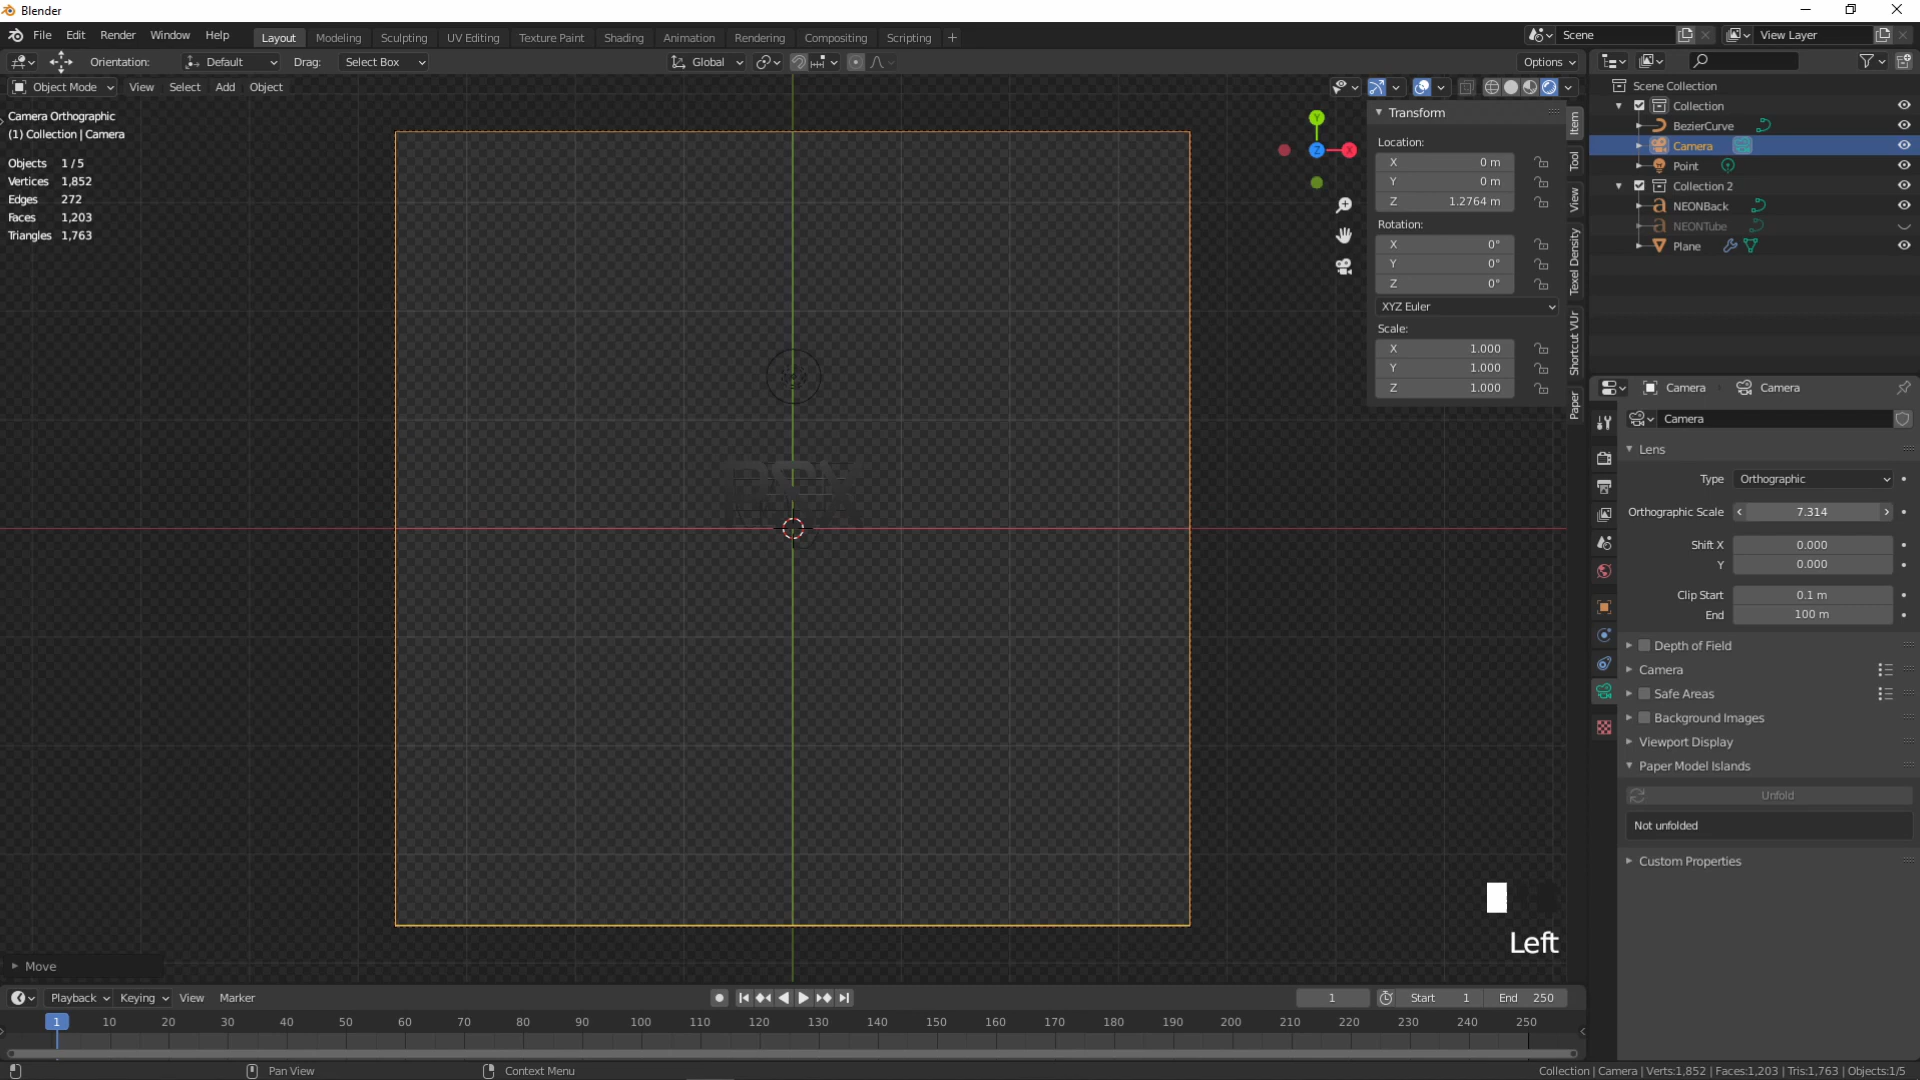 Blender
File Edit Render Window Help Layout Modeling Sculpting UV Editing Texture Paint Shading Animation Rendering Compositing Scripting + Scene View Layer
Orientation: Default Drag: Select Box Global Options
Object Mode View Select Add Object
Camera Orthographic
(1) Collection | Camera
Objects 1/5
Vertices 1,852
Edges 272
Faces 1,203
Triangles 1,763
Y
Z
X
Transform
Location:
X 0 m
Y 0 m
Z 1.2764 m
Rotation:
X 0°
Y 0°
Z 0°
XYZ Euler
Scale:
X 1.000
Y 1.000
Z 1.000
Item
Tool
View
Texel Density
Shortcut VUr
Paper
Scene Collection
Collection
BezierCurve
Camera
Point
Collection 2
NEONBack
NEONTube
Plane
Camera Camera
Camera
Lens
Type Orthographic
Orthographic Scale 7.314
Shift X 0.000
Y 0.000
Clip Start 0.1 m
End 100 m
Depth of Field
Camera
Safe Areas
Background Images
Viewport Display
Paper Model Islands
Unfold
Not unfolded
Custom Properties
Left
Move
Playback Keying View Marker 1 Start 1 End 250
1 10 20 30 40 50 60 70 80 90 100 110 120 130 140 150 160 170 180 190 200 210 220 230 240 250
Pan View Context Menu Collection | Camera | Verts:1,852 | Faces:1,203 | Tris:1,763 | Objects:1/5